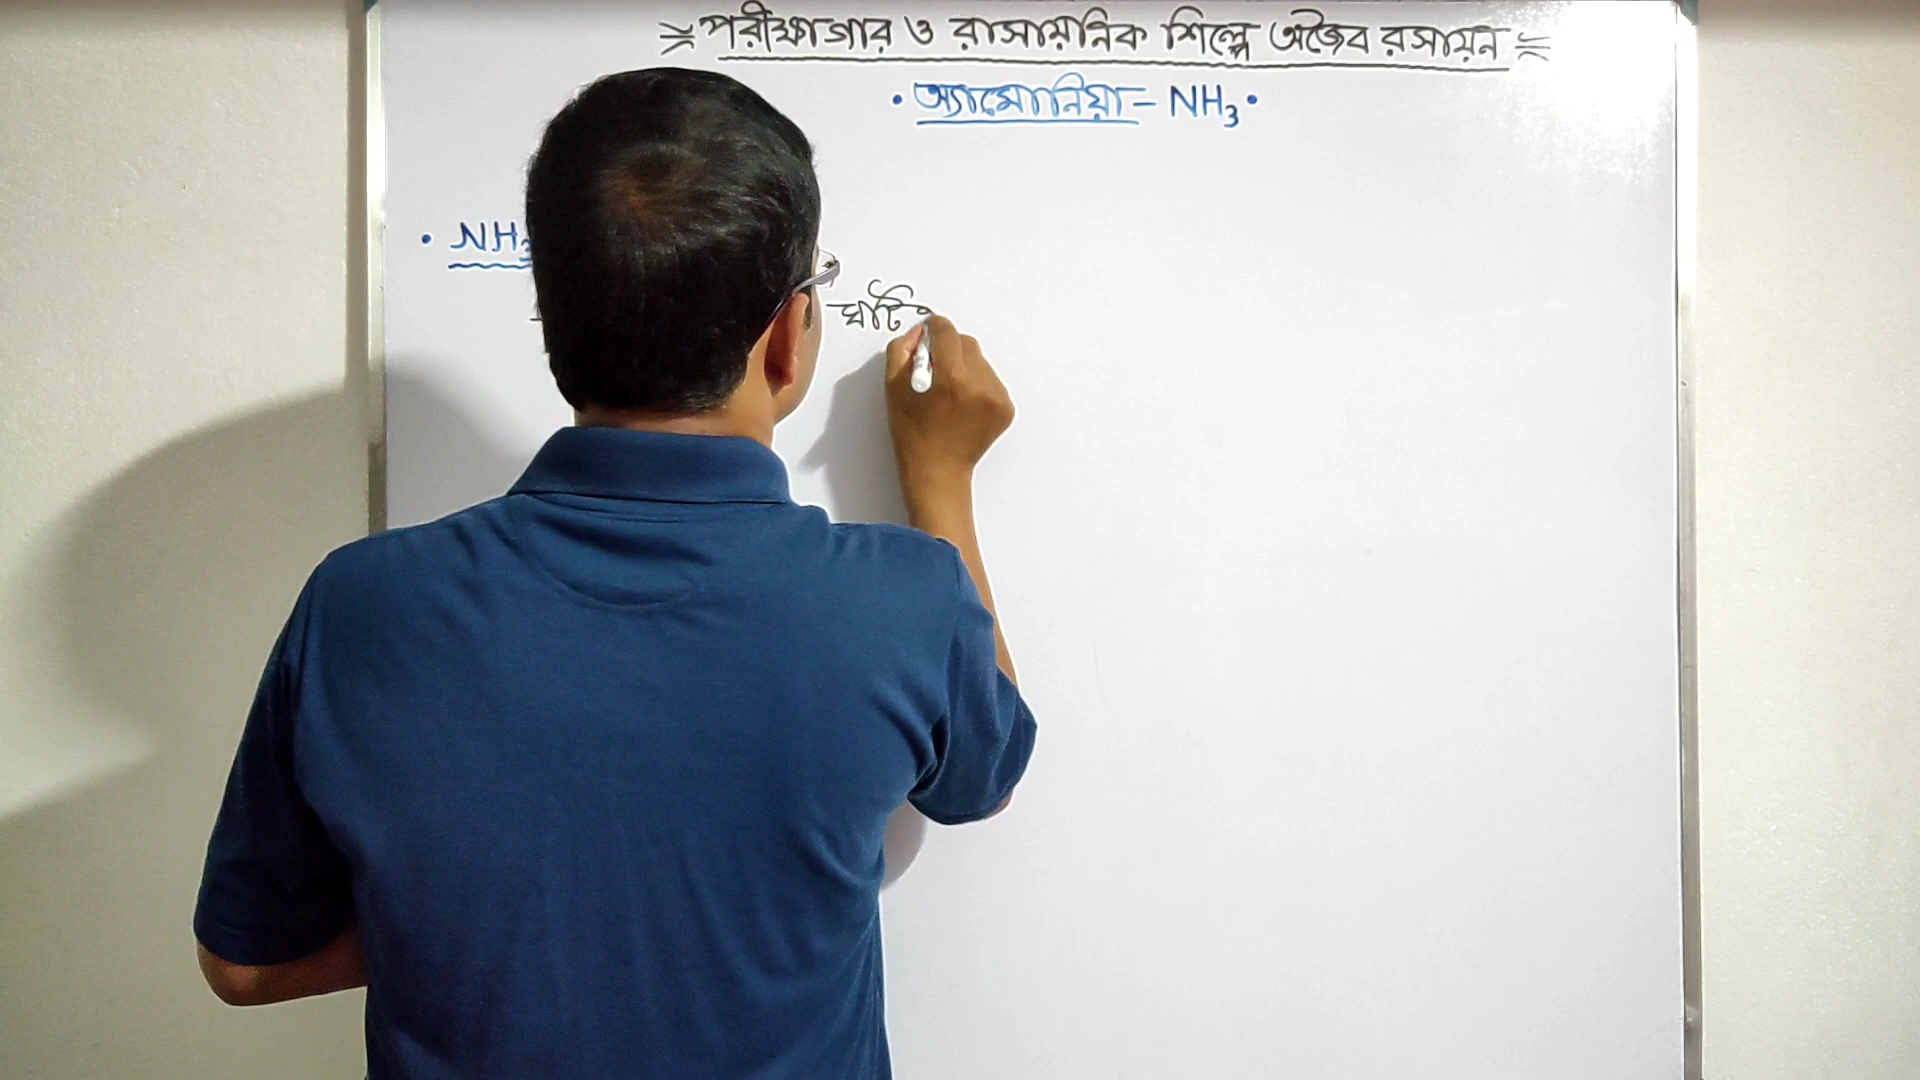 পরীক্ষাগার ও রাসায়নিক শিল্পে অজৈব রসায়ন
• অ্যামোনিয়া - NH₃ •
• NH₃